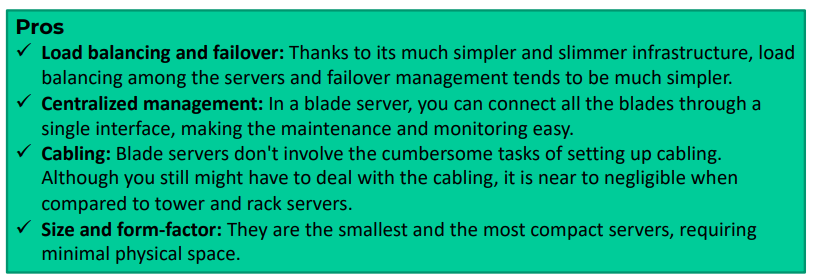 Pros
✓ Load balancing and failover: Thanks to its much simpler and slimmer infrastructure, load
balancing among the servers and failover management tends to be much simpler.
✓ Centralized management: In a blade server, you can connect all the blades through a
single interface, making the maintenance and monitoring easy.
✓ Cabling: Blade servers don't involve the cumbersome tasks of setting up cabling.
Although you still might have to deal with the cabling, it is near to negligible when
compared to tower and rack servers.
✓ Size and form-factor: They are the smallest and the most compact servers, requiring
minimal physical space.